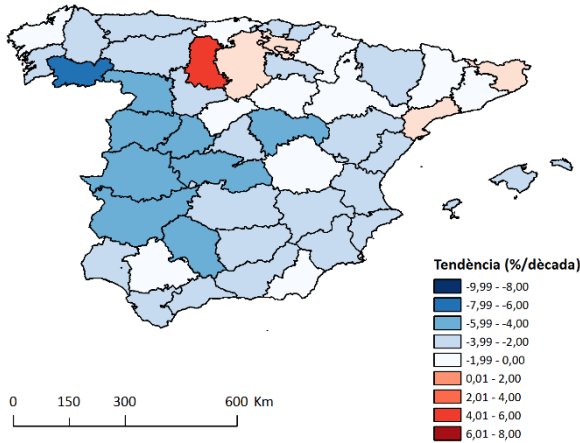 Tendència (%/dècada)
-9,99 - -8,00
-7,99 - -6,00
-5,99 - -4,00
-3,99 - -2,00
-1,99 - 0,00
0,01 - 2,00
2,01 - 4,00
4,01 - 6,00
6,01 - 8,00
0 150 300 600 Km